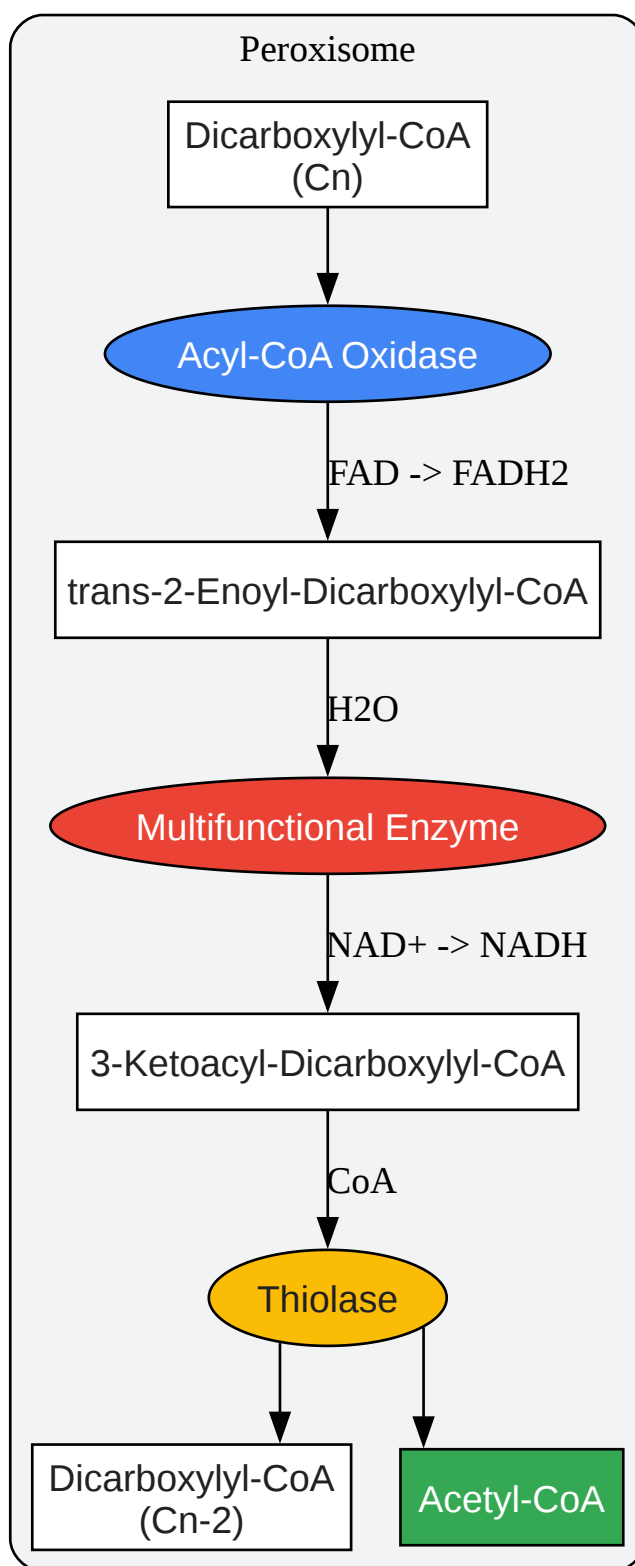 Peroxisome
Dicarboxylyl-CoA
(Cn)
Acyl-CoA Oxidase
FAD -> FADH2
trans-2-Enoyl-Dicarboxylyl-CoA
H2O
Multifunctional Enzyme
NAD+ -> NADH
3-Ketoacyl-Dicarboxylyl-CoA
CoA
Thiolase
Dicarboxylyl-CoA
(Cn-2)
Acetyl-CoA